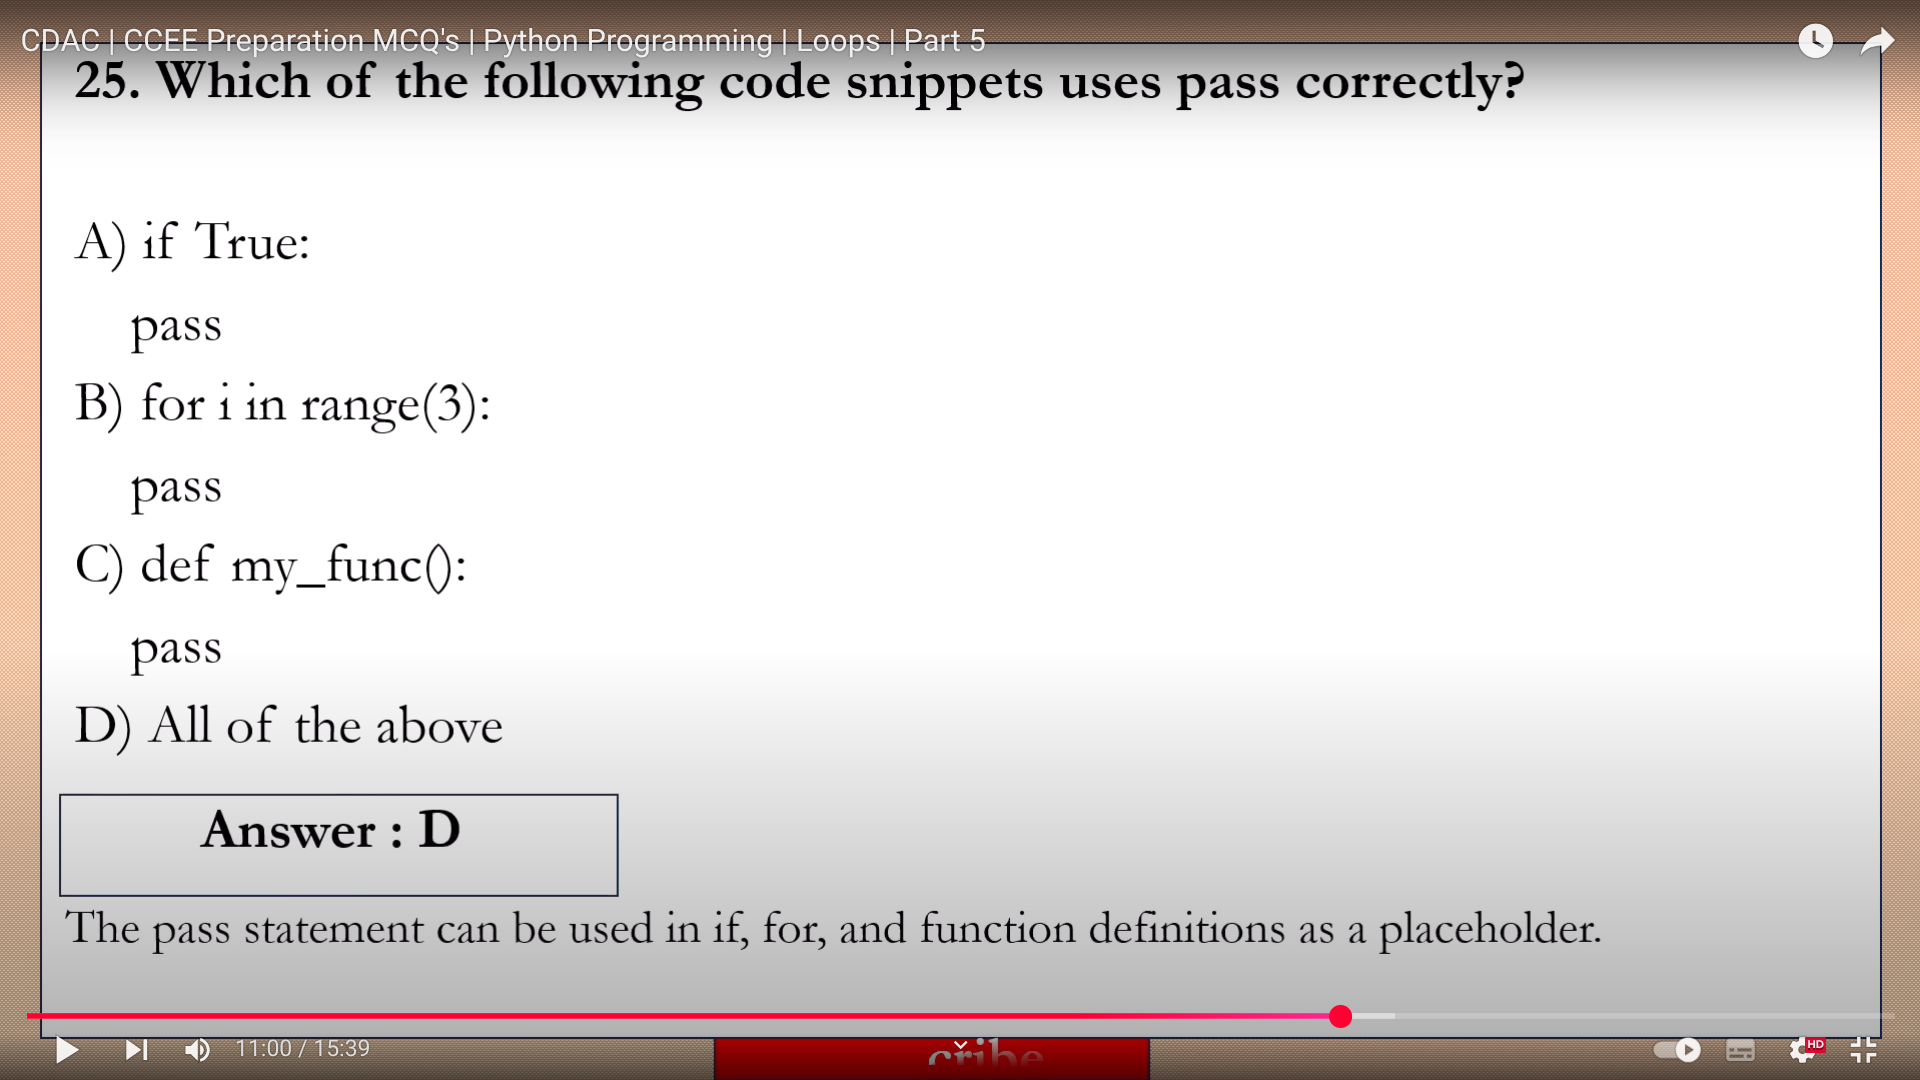 CDAC | CCEE Preparation MCQ's | Python Programming | Loops | Part 5
25. Which of the following code snippets uses pass correctly?
A) if True:
pass
B) for i in range(3):
pass
C) def my_func():
pass
D) All of the above
Answer : D
The pass statement can be used in if, for, and function definitions as a placeholder.
11:00 / 15:39
HD